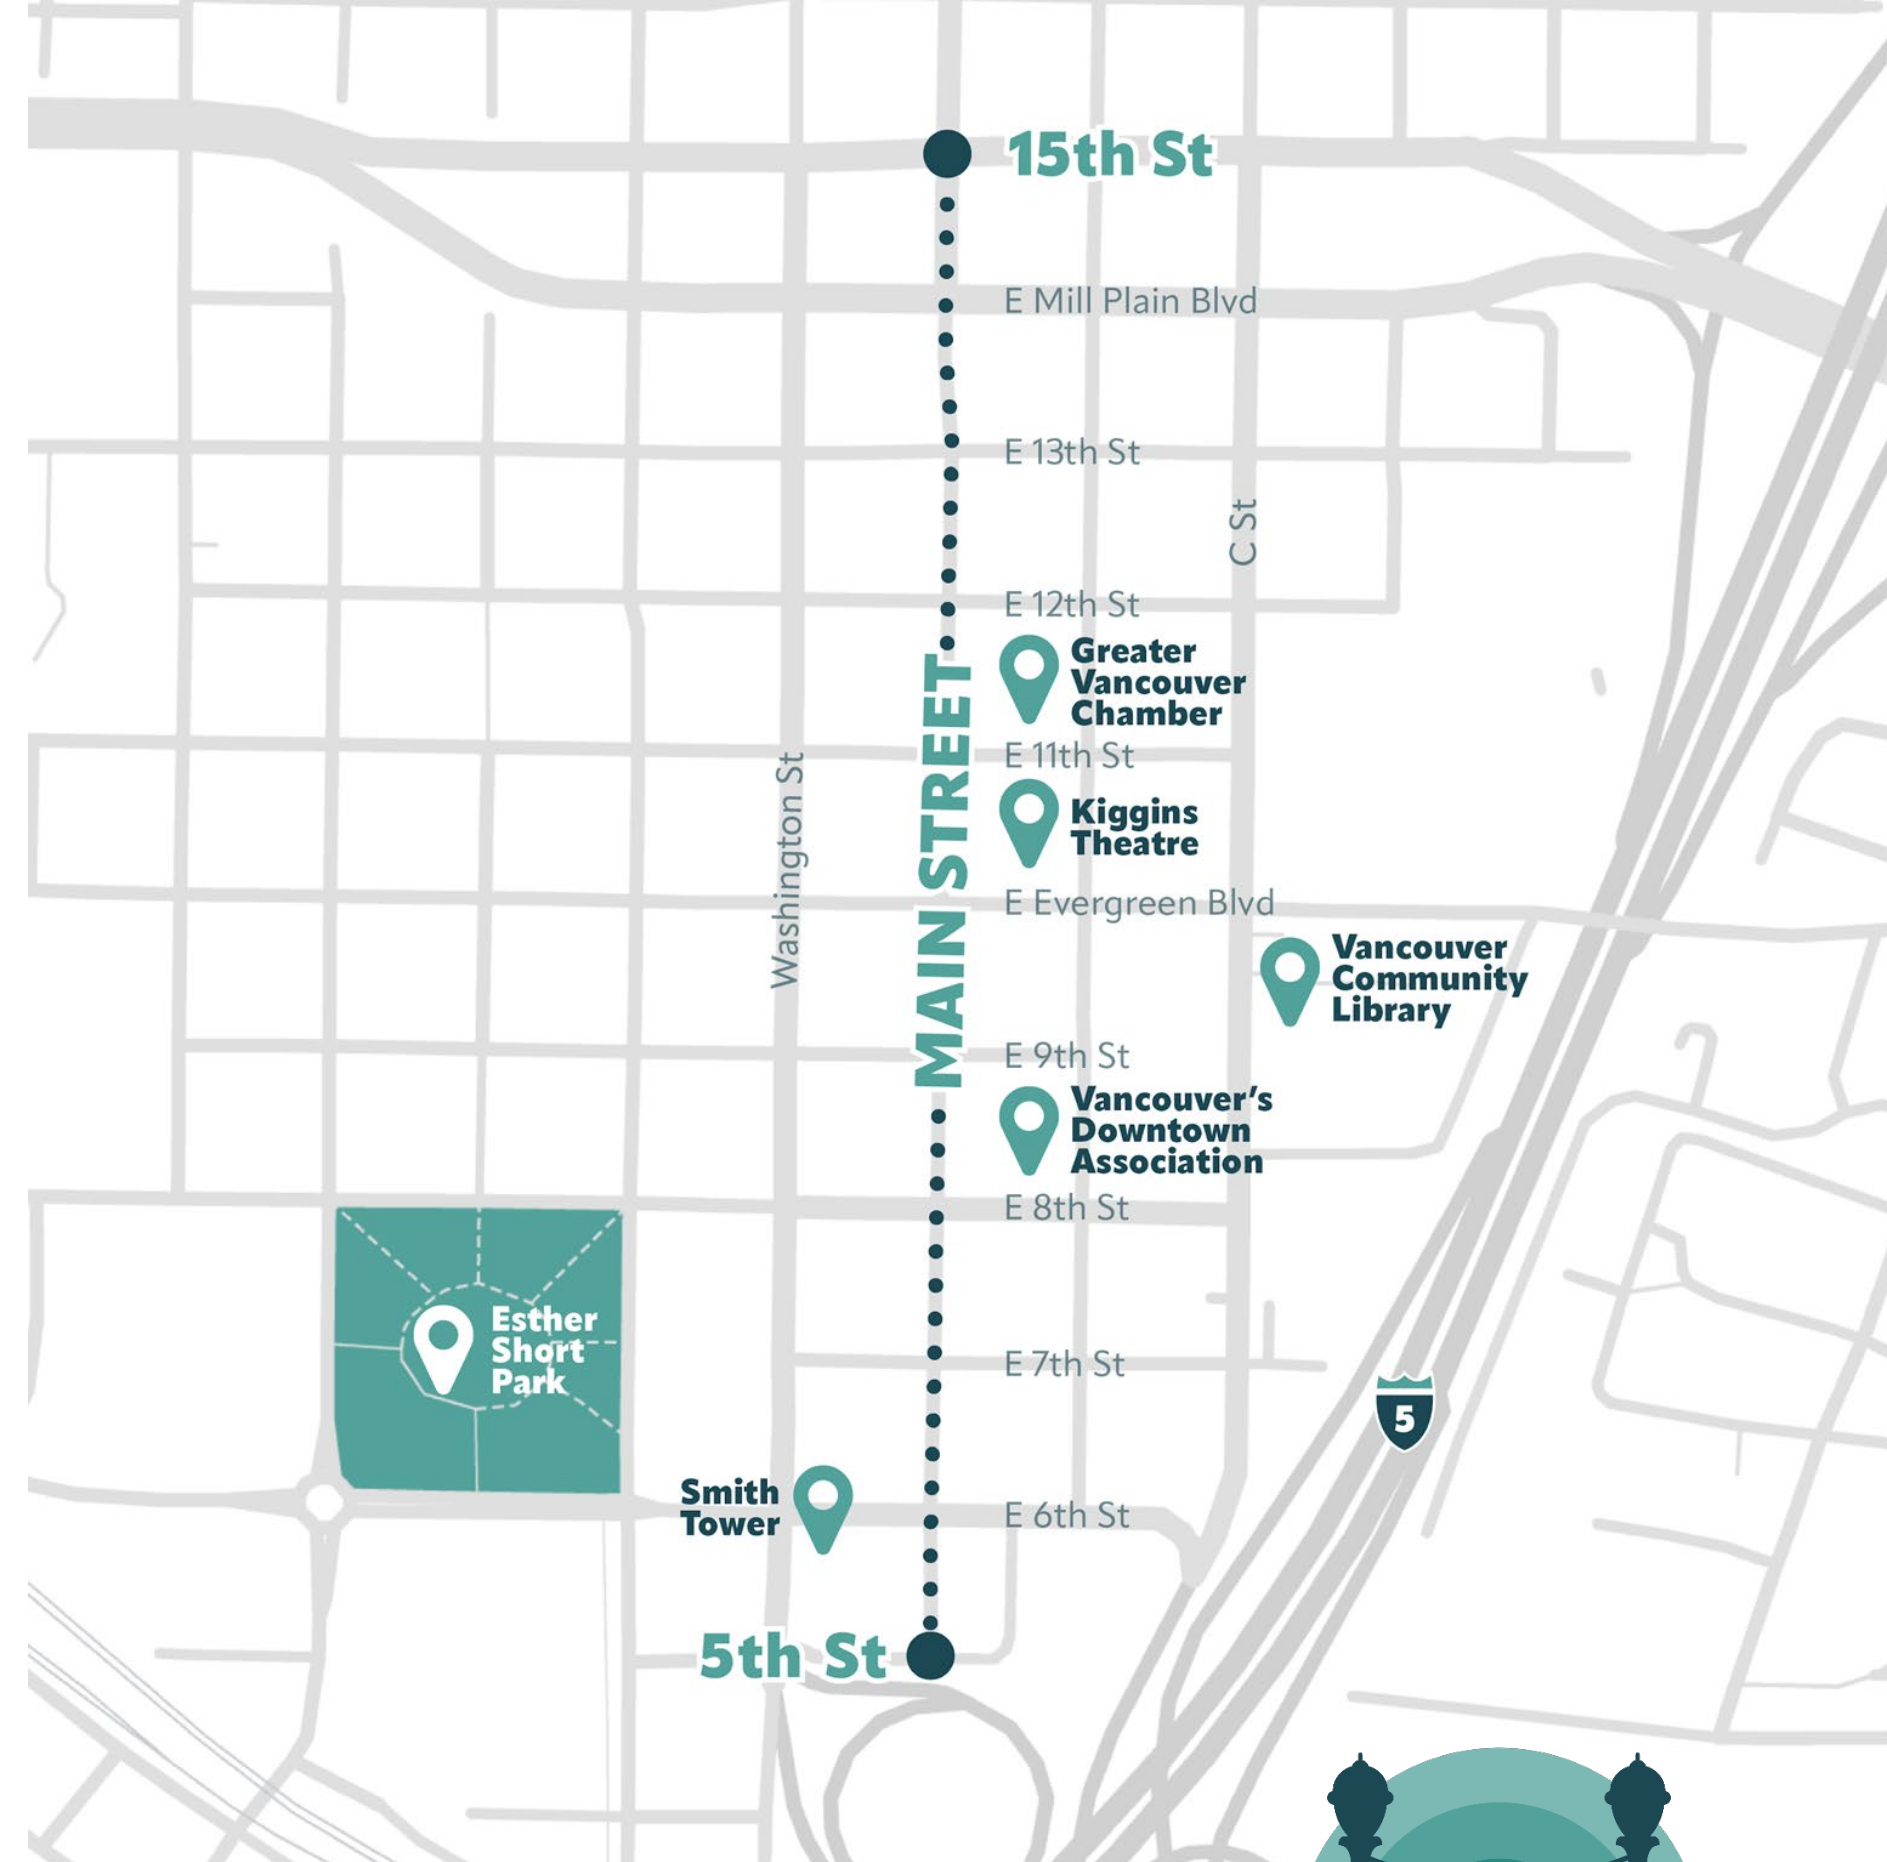 15th St
E Mill Plain Blvd
E 13th St
C St
E 12th St
Greater
Vancouver
Chamber
MAIN STREET
E 11th St
Washington St
Kiggins
Theatre
E Evergreen Blvd
Vancouver
Community
Library
E 9th St
Vancouver’s
Downtown
Association
E 8th St
Esther
Short
Park
E 7th St
5
Smith
Tower
E 6th St
5th St